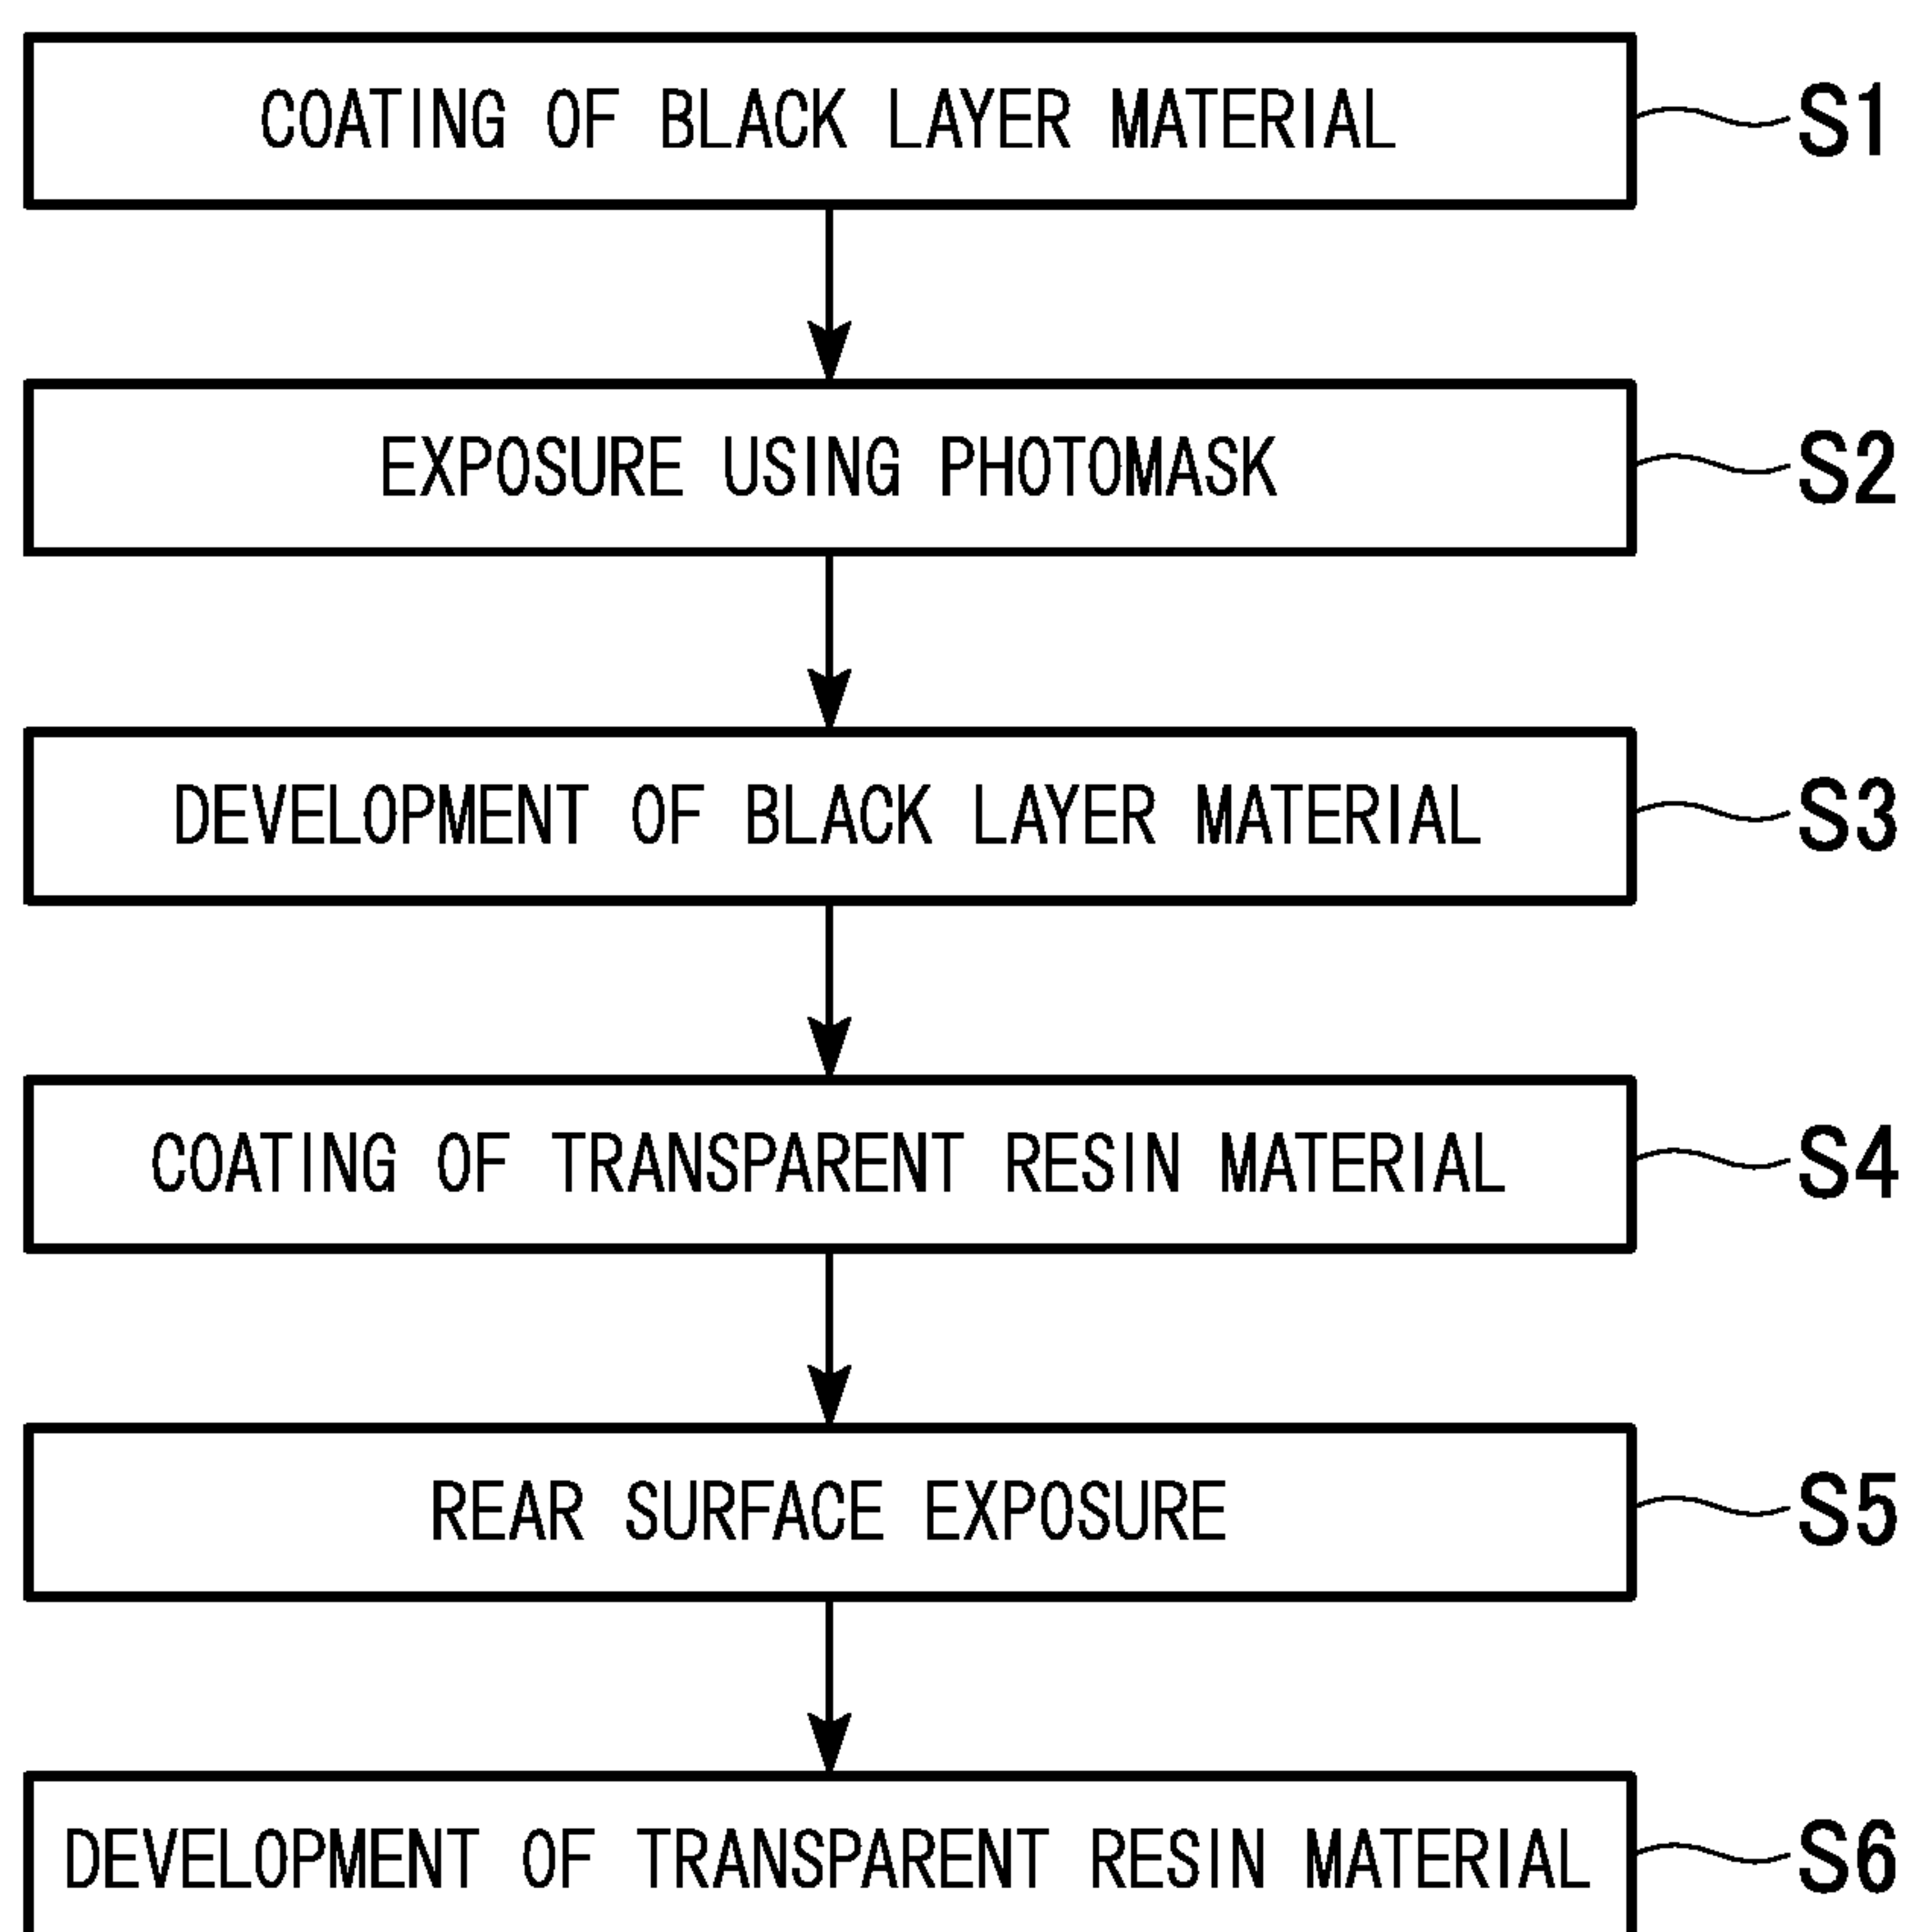 COATING OF BLACK LAYER MATERIAL S1
EXPOSURE USING PHOTOMASK S2
DEVELOPMENT OF BLACK LAYER MATERIAL S3
COATING OF TRANSPARENT RESIN MATERIAL S4
REAR SURFACE EXPOSURE S5
DEVELOPMENT OF TRANSPARENT RESIN MATERIAL S6